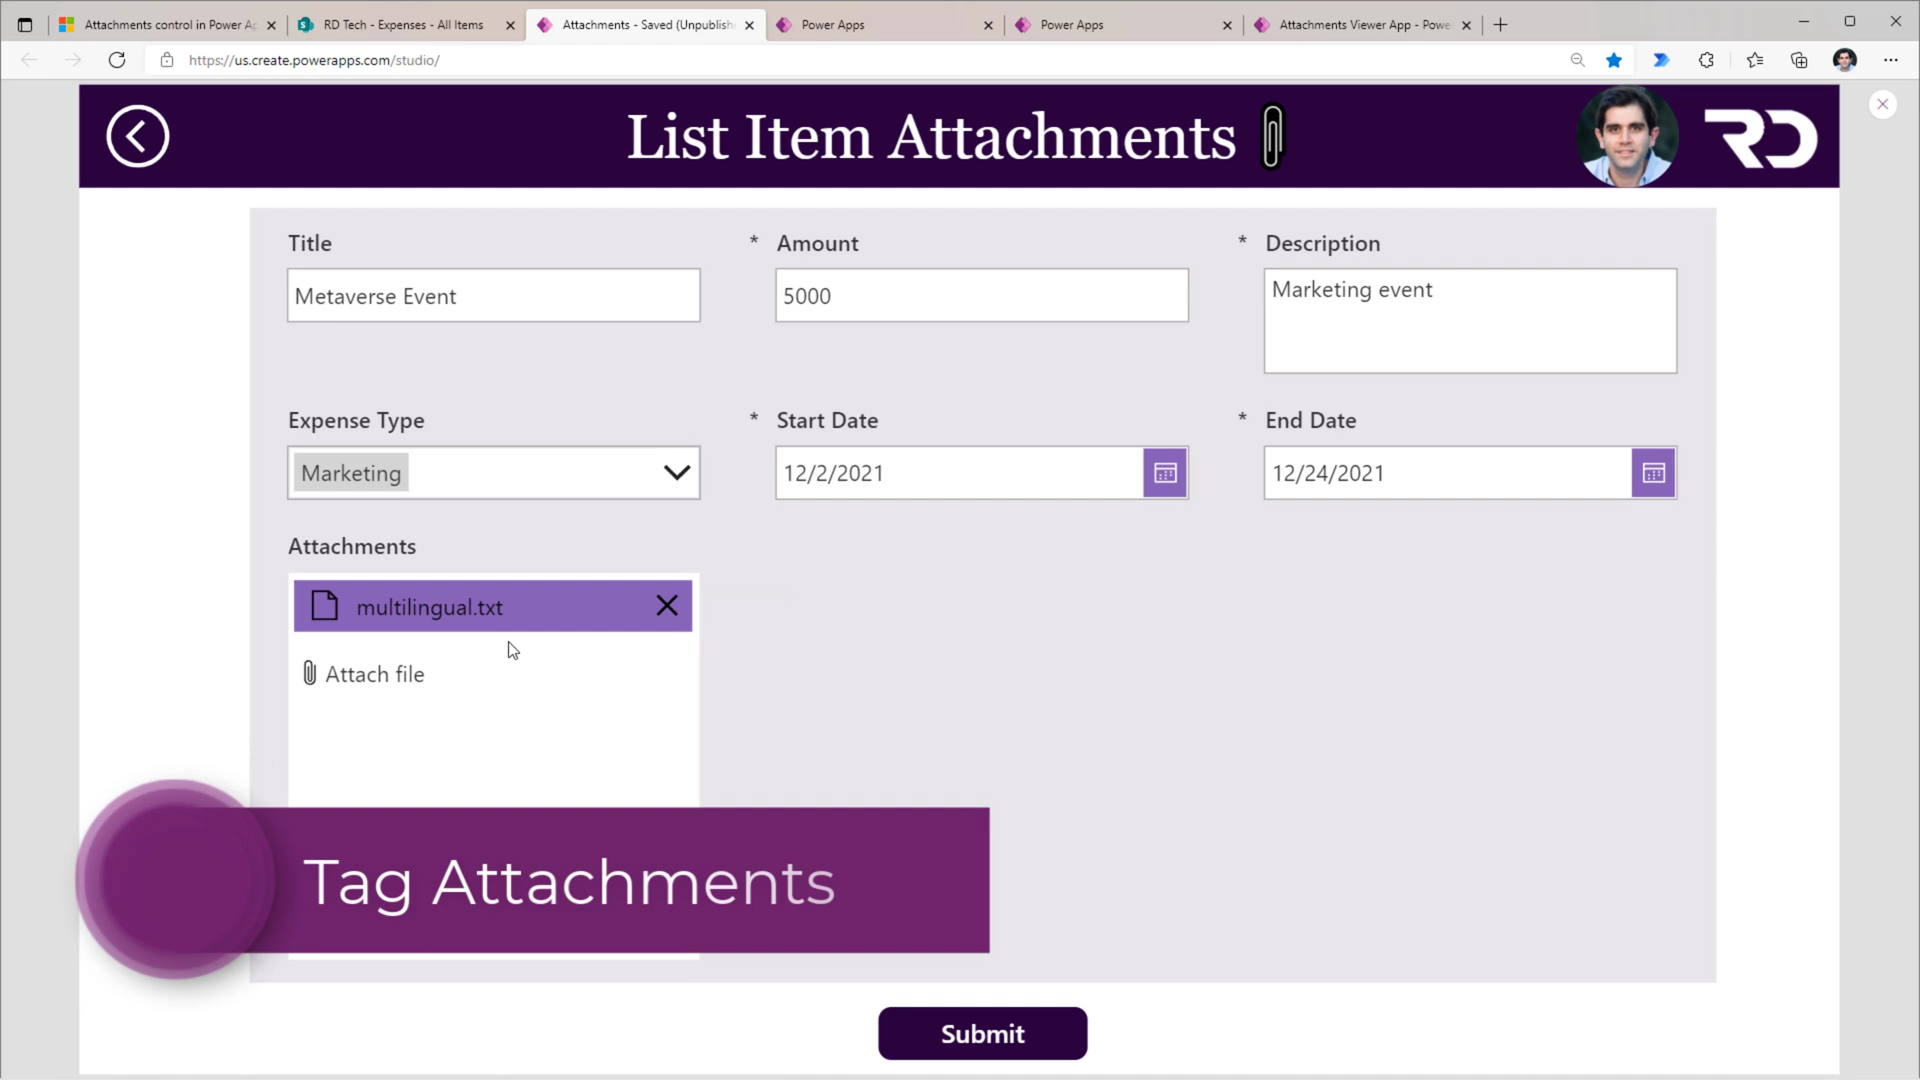 Attachments control in Power Ap
RD Tech - Expenses - All Items
Attachments - Saved (Unpublish
Power Apps
Power Apps
Attachments Viewer App - Powe
https://us.create.powerapps.com/studio/
List Item Attachments
RD
Title
* Amount
* Description
Metaverse Event
5000
Marketing event
Expense Type
* Start Date
* End Date
Marketing
12/2/2021
12/24/2021
Attachments
multilingual.txt
Attach file
Tag Attachments
Submit